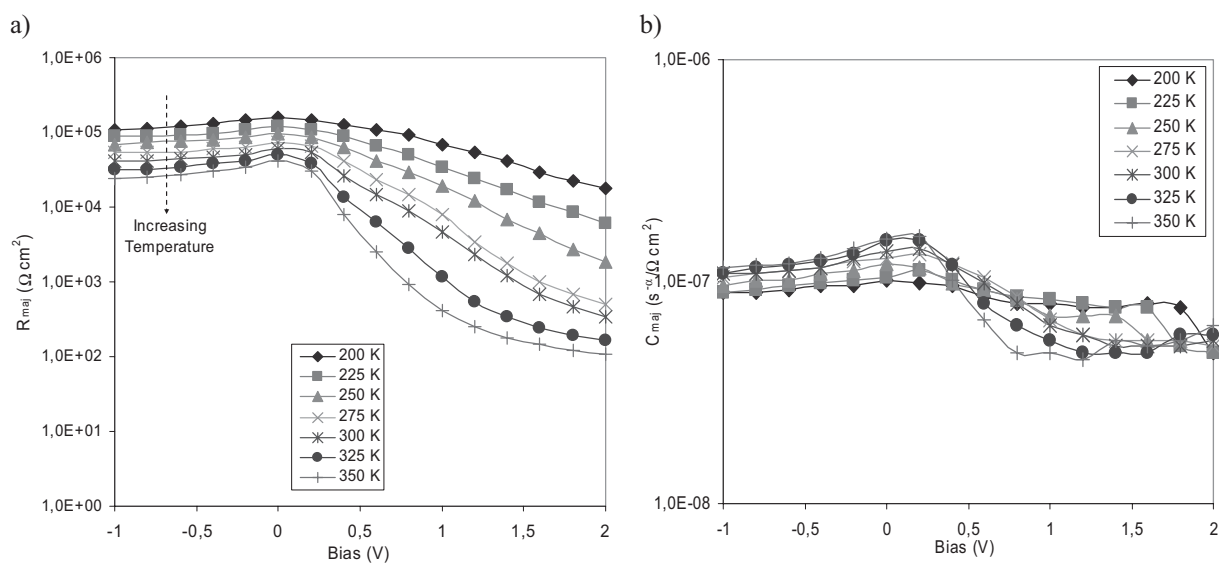 a)
1,0E+06
1,0E+05
1,0E+04
1,0E+03
1,0E+02
1,0E+01
1,0E+00
R maj (Ω cm²)
Increasing
Temperature
200 K
225 K
250 K
275 K
300 K
325 K
350 K
-1 -0,5 0 0,5 1 1,5 2
Bias (V)
b)
1,0E-06
1,0E-07
1,0E-08
C maj (s⁻ᵅ/Ω cm²)
200 K
225 K
250 K
275 K
300 K
325 K
350 K
-1 -0,5 0 0,5 1 1,5 2
Bias (V)